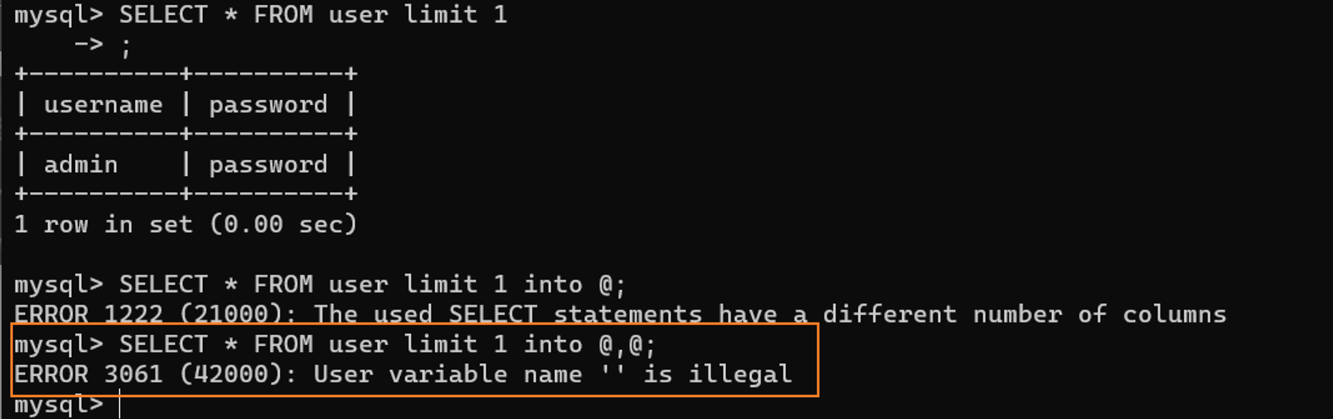 mysql> SELECT * FROM user limit 1
    -> ;
+----------+----------+
| username | password |
+----------+----------+
| admin    | password |
+----------+----------+
1 row in set (0.00 sec)

mysql> SELECT * FROM user limit 1 into @;
ERROR 1222 (21000): The used SELECT statements have a different number of columns
mysql> SELECT * FROM user limit 1 into @,@;
ERROR 3061 (42000): User variable name '' is illegal
mysql>